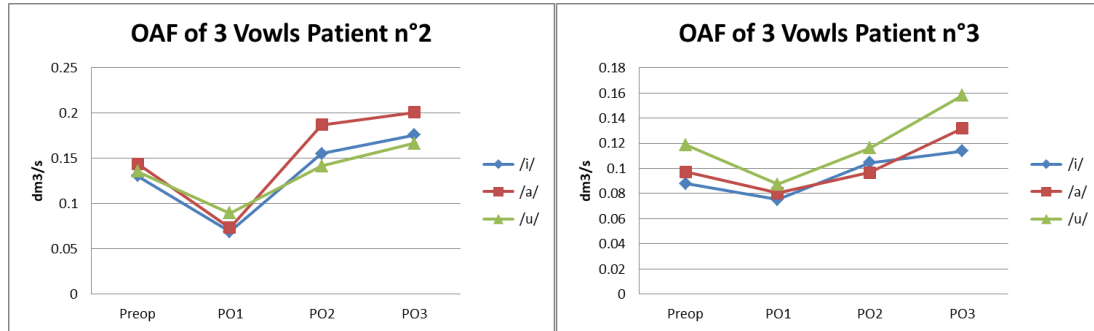 OAF of 3 Vowls Patient n°2
dm3/s
0.25
0.2
0.15
0.1
0.05
0
Preop PO1 PO2 PO3
/i/
/a/
/u/
OAF of 3 Vowls Patient n°3
dm3/s
0.18
0.16
0.14
0.12
0.1
0.08
0.06
0.04
0.02
0
Preop PO1 PO2 PO3
/i/
/a/
/u/